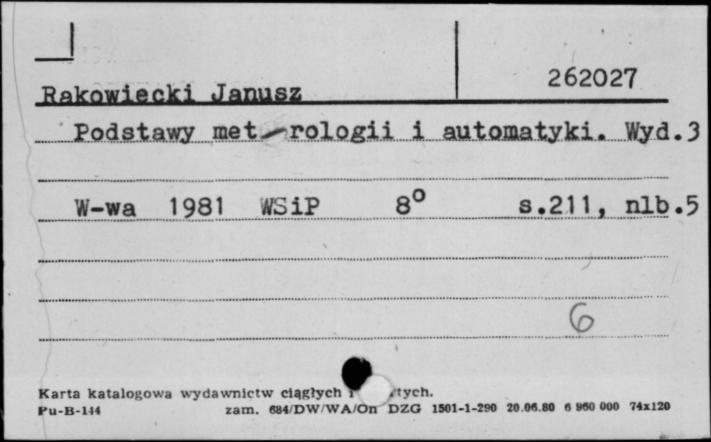 262027
Rakowiecki Janusz
Podstawy met-rologii i automatyki. Wyd.3
W-wa 1981 WSiP 8° s.211, nlb.5
6
Karta katalogowa wydawnictw ciągłych i tych.
Pu-B-144 zam. 684/DW/WA/On DZG 1501-1-290 20.06.80 6 960 000 74x120